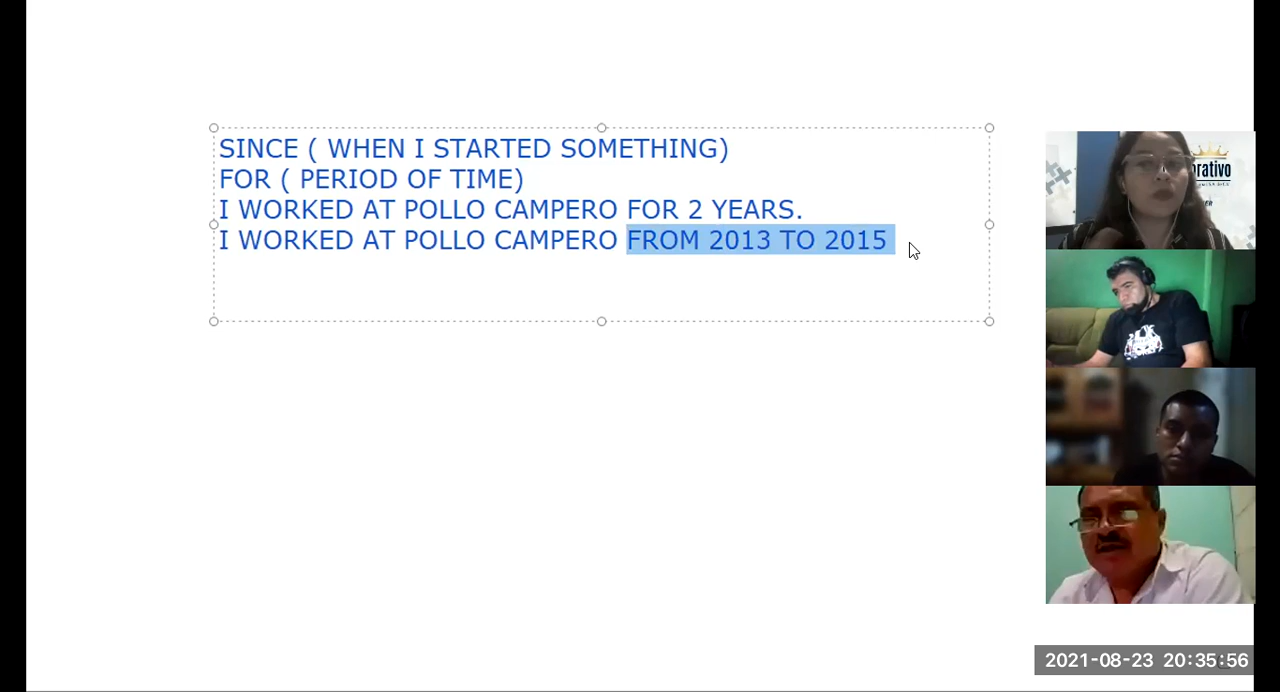 SINCE ( WHEN I STARTED SOMETHING)
FOR ( PERIOD OF TIME)
I WORKED AT POLLO CAMPERO FOR 2 YEARS.
I WORKED AT POLLO CAMPERO FROM 2013 TO 2015
2021-08-23 20:35:56